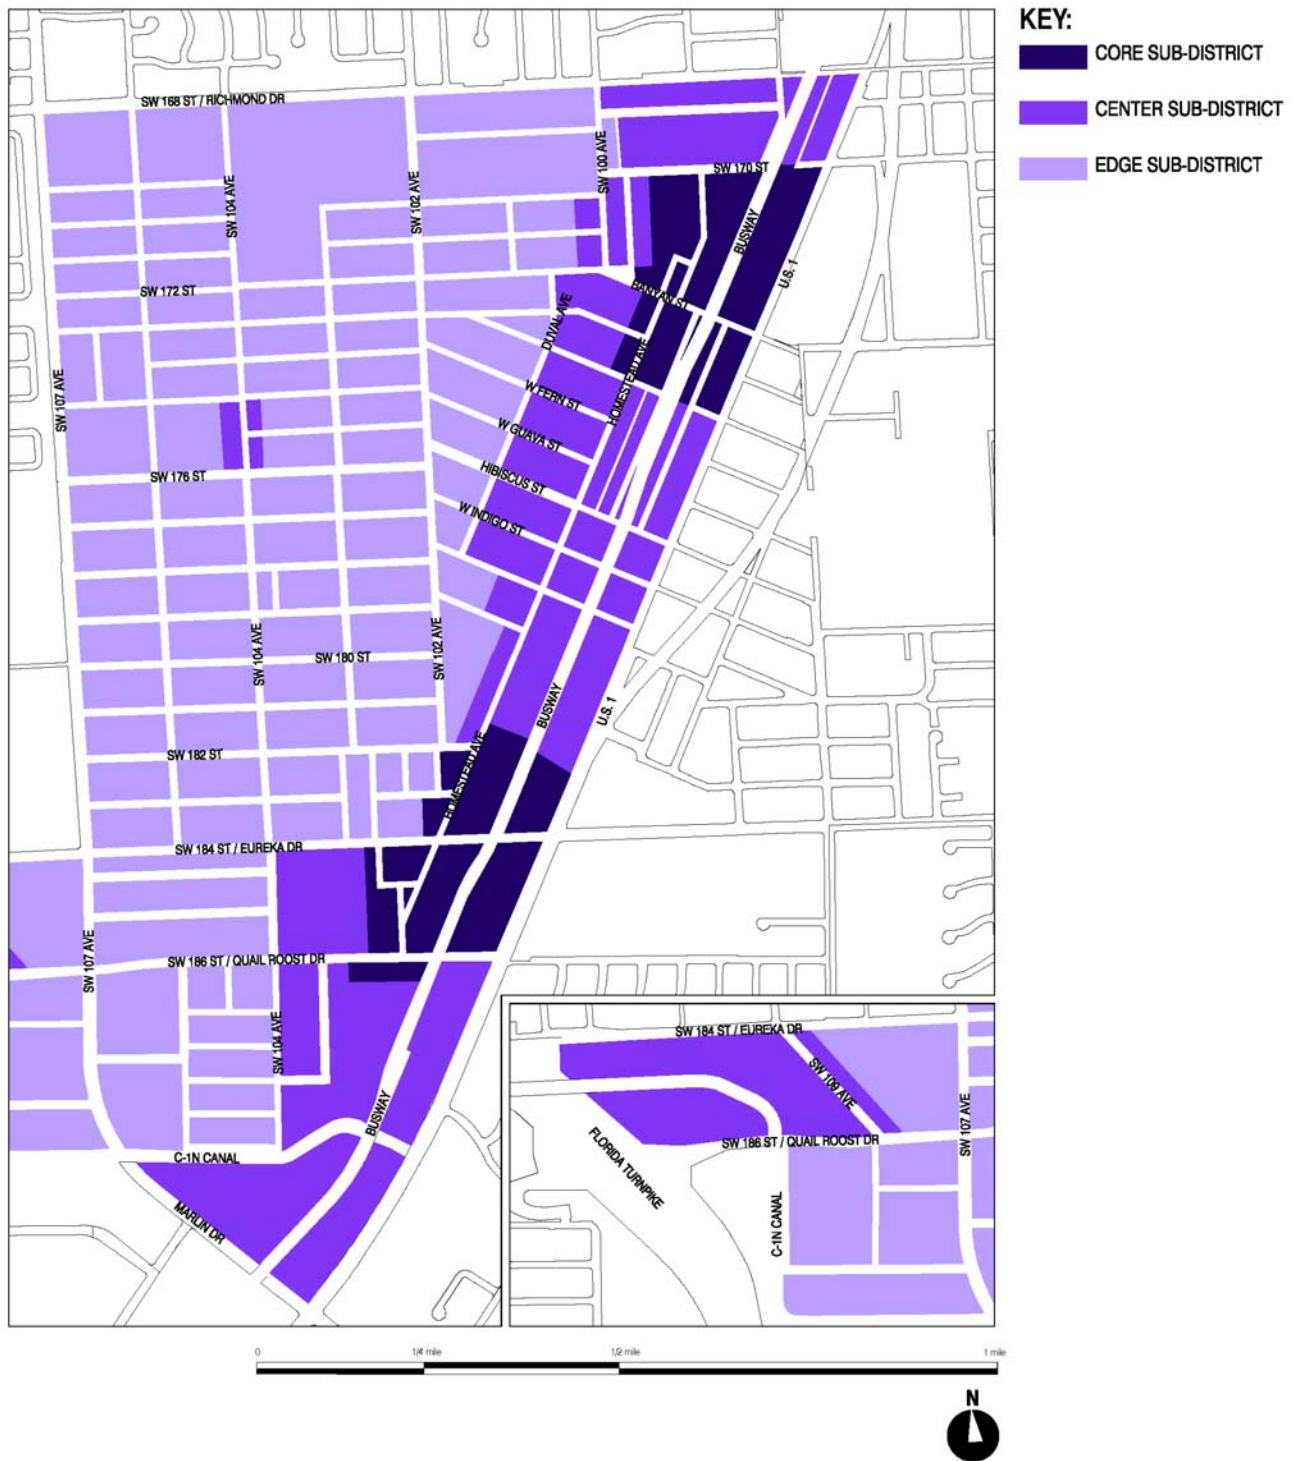 KEY:
CORE SUB-DISTRICT
CENTER SUB-DISTRICT
EDGE SUB-DISTRICT
SW 168 ST / RICHMOND DR
SW 100 AVE
SW 170 ST
SW 104 AVE
SW 102 AVE
BUSWAY
U.S. 1
SW 172 ST
BANYAN ST
DUVAL AVE
HOMESTEAD AVE
SW 107 AVE
W FERN ST
W GUAVA ST
HIBISCUS ST
SW 176 ST
W INDIGO ST
SW 104 AVE
SW 102 AVE
SW 180 ST
BUSWAY
U.S. 1
SW 182 ST
HOMESTEAD AVE
SW 184 ST / EUREKA DR
SW 107 AVE
SW 186 ST / QUAIL ROOST DR
SW 104 AVE
BUSWAY
C-1N CANAL
MARLIN DR
SW 184 ST / EUREKA DR
SW 109 AVE
SW 107 AVE
SW 186 ST / QUAIL ROOST DR
FLORIDA TURNPIKE
C-1N CANAL
0 1/4 mile 1/2 mile 1 mile
N